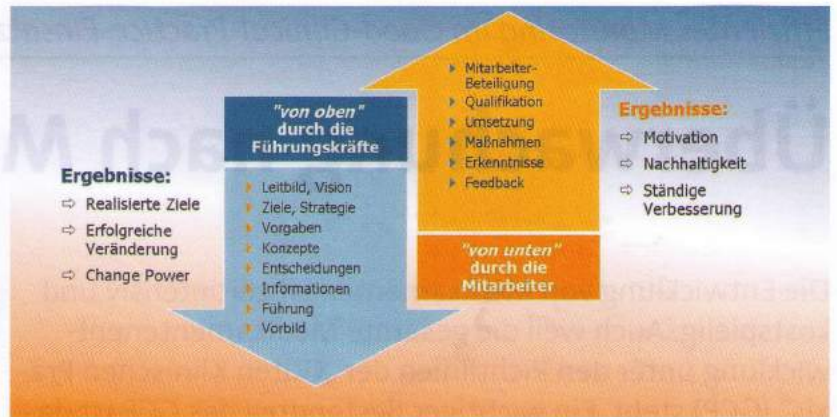 Ergebnisse:
⇨ Realisierte Ziele
⇨ Erfolgreiche
Veränderung
⇨ Change Power
"von oben"
durch die
Führungskräfte
Leitbild, Vision
Ziele, Strategie
Vorgaben
Konzepte
Entscheidungen
Informationen
Führung
Vorbild
Mitarbeiter-
Beteiligung
Qualifikation
Umsetzung
Maßnahmen
Erkenntnisse
Feedback
"von unten"
durch die
Mitarbeiter
Ergebnisse:
⇨ Motivation
⇨ Nachhaltigkeit
⇨ Ständige
Verbesserung